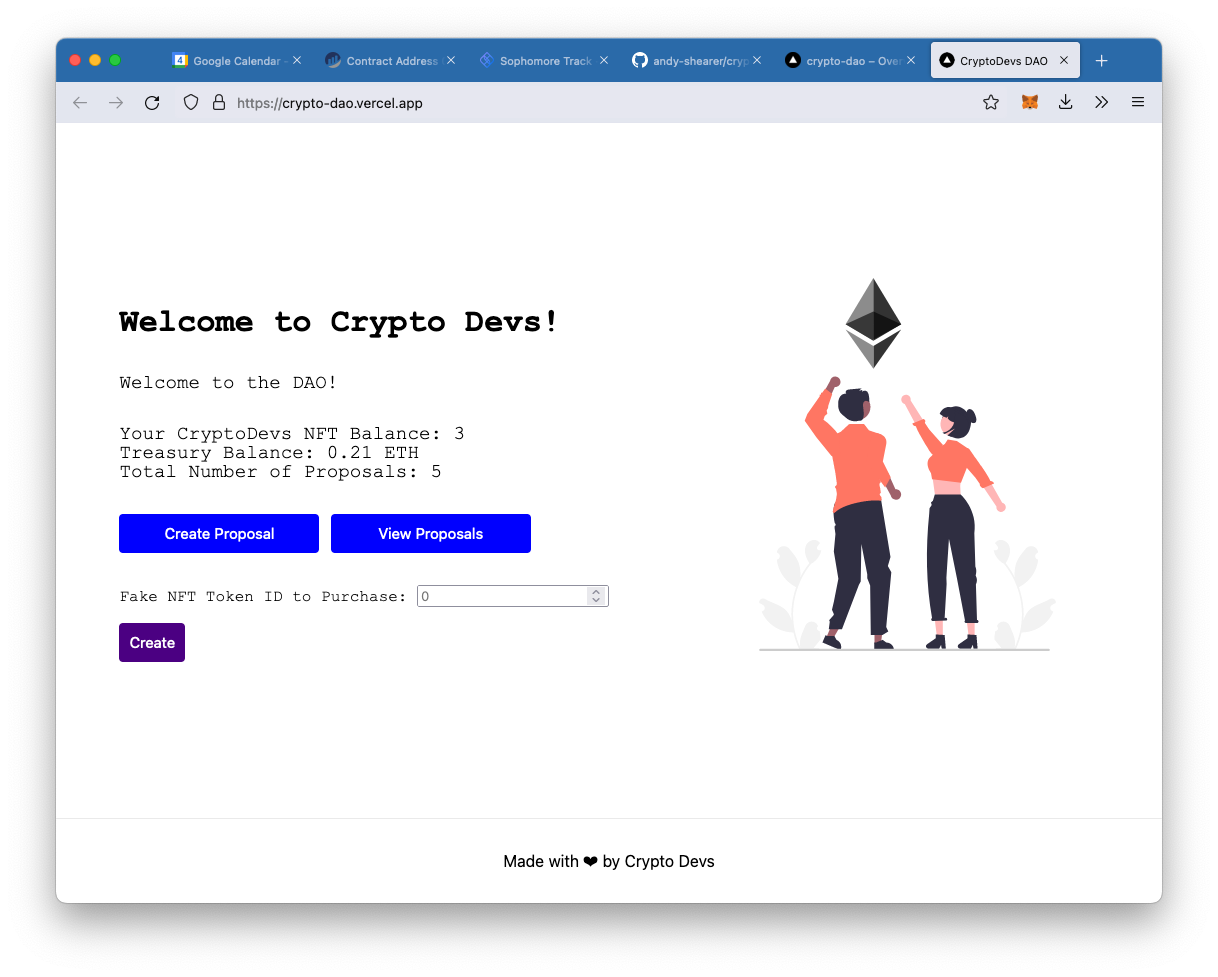 4 Google Calendar -
Contract Address
Sophomore Track
andy-shearer/cryp
crypto-dao – Over
CryptoDevs DAO
https://crypto-dao.vercel.app
Welcome to Crypto Devs!
Welcome to the DAO!
Your CryptoDevs NFT Balance: 3
Treasury Balance: 0.21 ETH
Total Number of Proposals: 5
Create Proposal
View Proposals
Fake NFT Token ID to Purchase: 0
Create
Made with ❤ by Crypto Devs